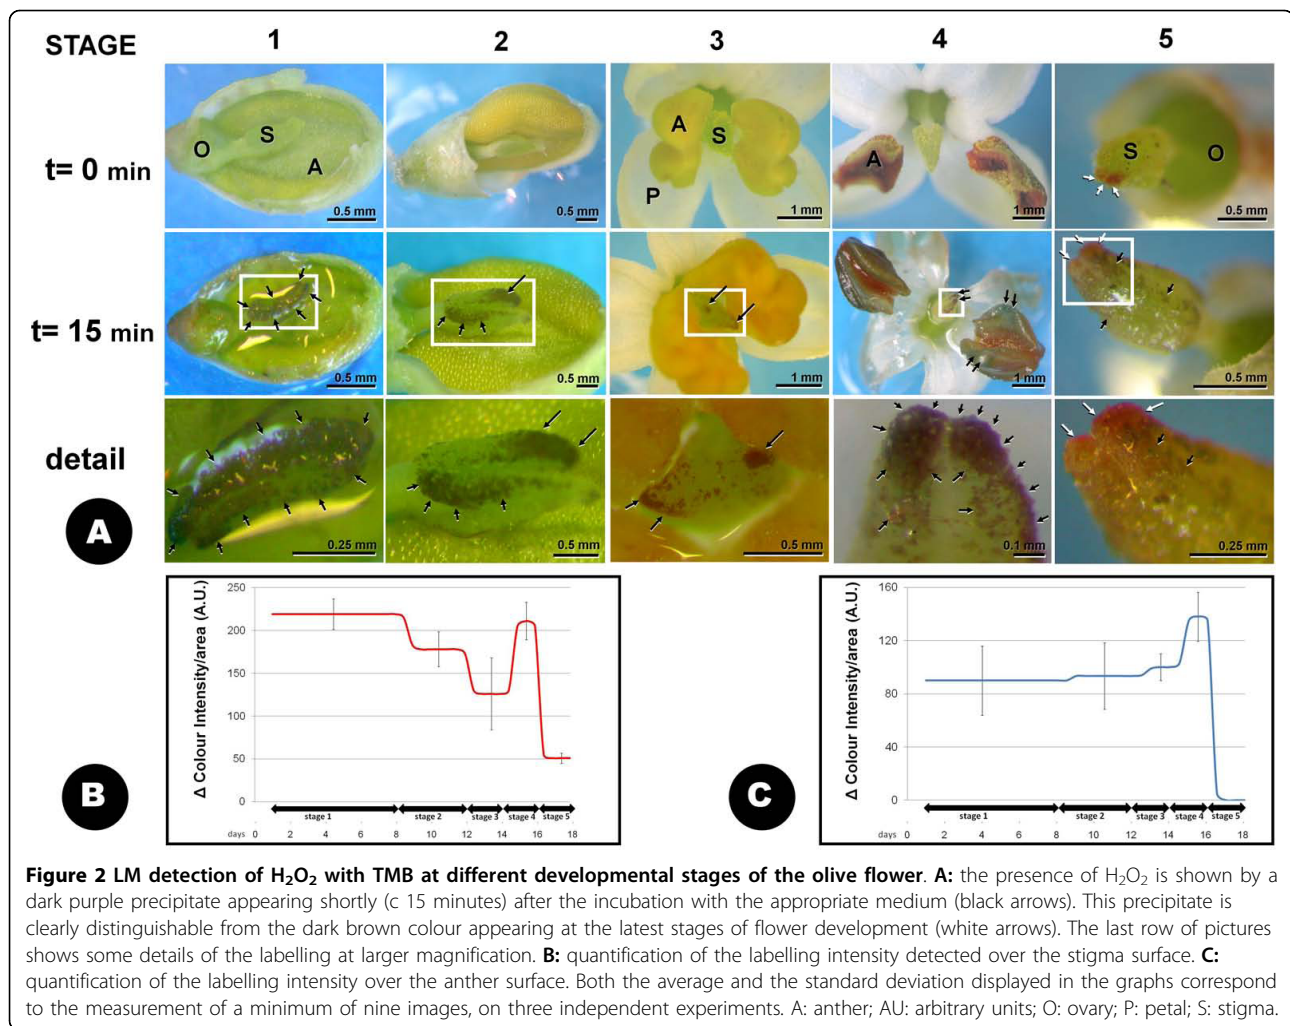 STAGE 1 2 3 4 5
t= 0 min
O S A 0.5 mm
0.5 mm
A S P 1 mm
A 1 mm
S O 0.5 mm
t= 15 min
0.5 mm
0.5 mm
1 mm
1 mm
0.5 mm
detail
0.25 mm
0.5 mm
0.5 mm
0.1 mm
0.25 mm
A
Δ Colour Intensity/area (A.U.)
250
200
150
100
50
0
stage 1 stage 2 stage 3 stage 4 stage 5
days 0 2 4 6 8 10 12 14 16 18
B
Δ Colour Intensity/area (A.U.)
160
120
80
40
0
stage 1 stage 2 stage 3 stage 4 stage 5
days 0 2 4 6 8 10 12 14 16 18
C
Figure 2 LM detection of H₂O₂ with TMB at different developmental stages of the olive flower. A: the presence of H₂O₂ is shown by a
dark purple precipitate appearing shortly (c 15 minutes) after the incubation with the appropriate medium (black arrows). This precipitate is
clearly distinguishable from the dark brown colour appearing at the latest stages of flower development (white arrows). The last row of pictures
shows some details of the labelling at larger magnification. B: quantification of the labelling intensity detected over the stigma surface. C:
quantification of the labelling intensity over the anther surface. Both the average and the standard deviation displayed in the graphs correspond
to the measurement of a minimum of nine images, on three independent experiments. A: anther; AU: arbitrary units; O: ovary; P: petal; S: stigma.